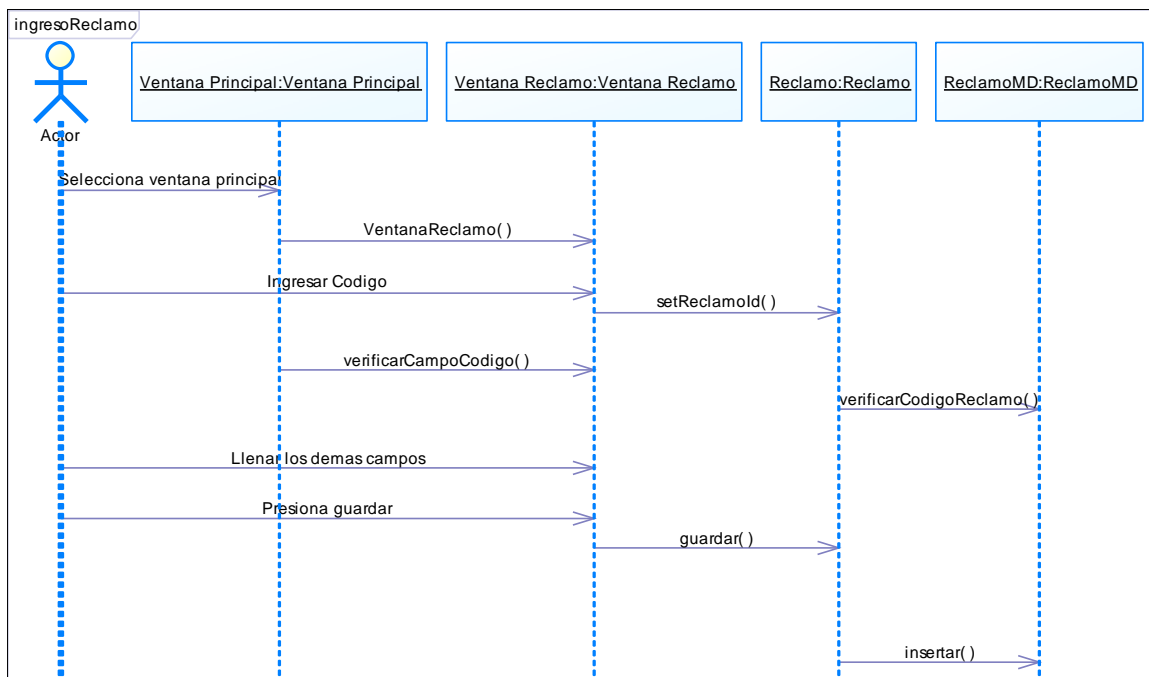 ingresoReclamo
Ventana Principal:Ventana Principal
Ventana Reclamo:Ventana Reclamo
Reclamo:Reclamo
ReclamoMD:ReclamoMD
Actor
Selecciona ventana principal
VentanaReclamo()
Ingresar Codigo
setReclamoId()
verificarCampoCodigo()
verificarCodigoReclamo()
Llenar los demas campos
Presiona guardar
guardar()
insertar()